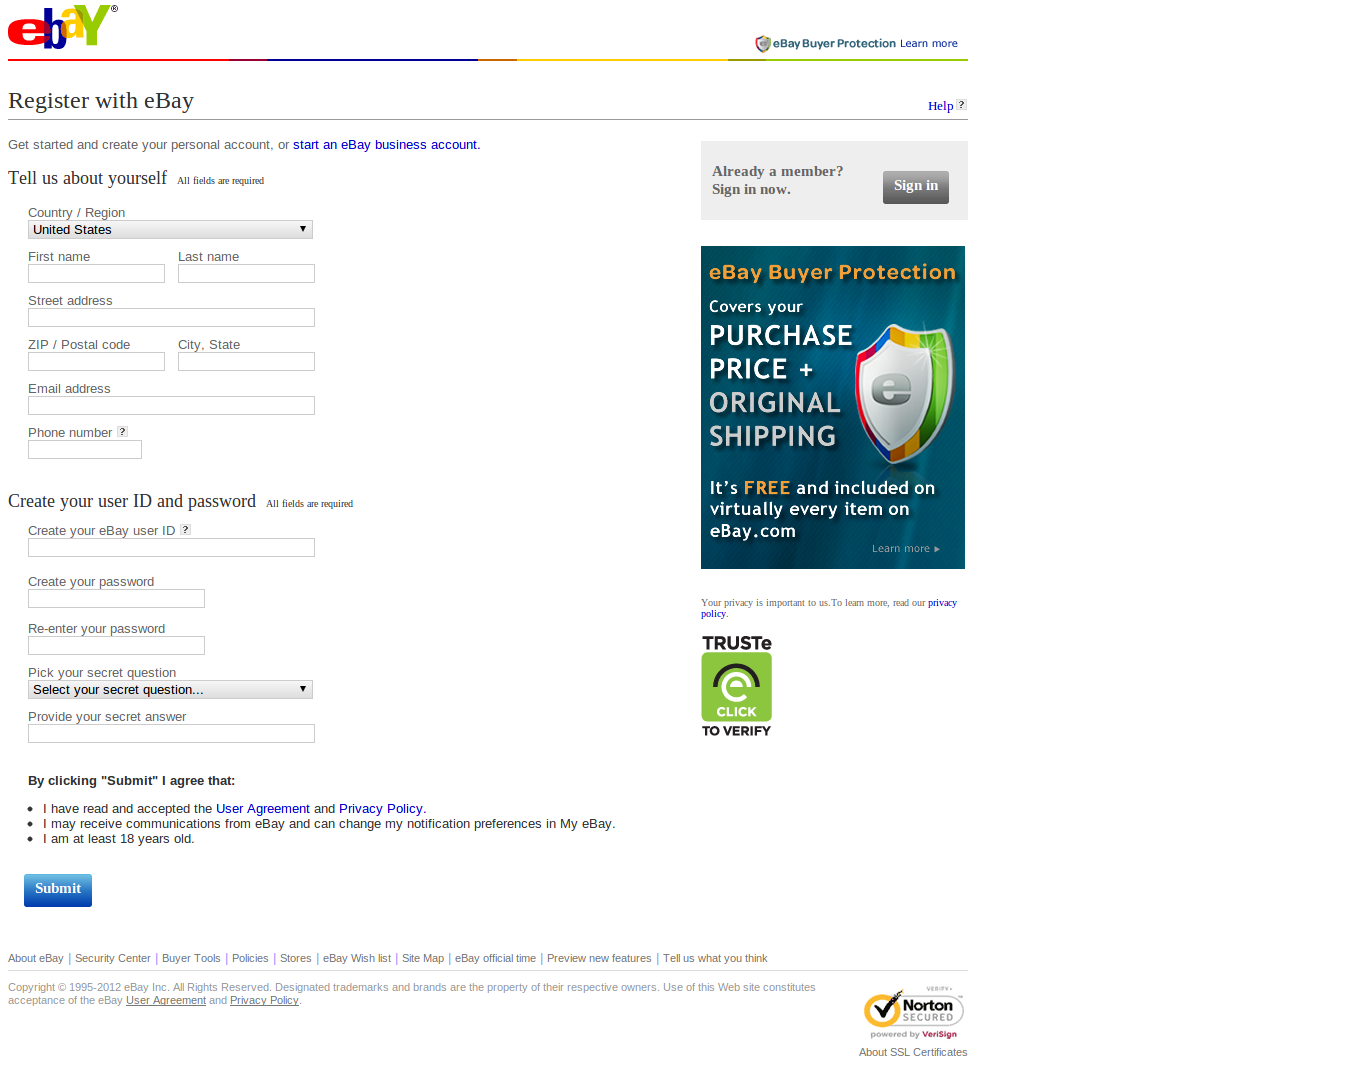 ebaY®
eBay Buyer Protection Learn more
Register with eBay
Help ?
Get started and create your personal account, or start an eBay business account.
Tell us about yourself All fields are required
Country / Region
United States
First name Last name
Street address
ZIP / Postal code City, State
Email address
Phone number ?
Create your user ID and password All fields are required
Create your eBay user ID ?
Create your password
Re-enter your password
Pick your secret question
Select your secret question...
Provide your secret answer
By clicking "Submit" I agree that:
• I have read and accepted the User Agreement and Privacy Policy.
• I may receive communications from eBay and can change my notification preferences in My eBay.
• I am at least 18 years old.
Submit
Already a member?
Sign in now.
Sign in
eBay Buyer Protection
Covers your
PURCHASE
PRICE +
ORIGINAL
SHIPPING
e
It's FREE and included on
virtually every item on
eBay.com
Learn more
Your privacy is important to us.To learn more, read our privacy
policy.
TRUSTe
e
CLICK
TO VERIFY
About eBay | Security Center | Buyer Tools | Policies | Stores | eBay Wish list | Site Map | eBay official time | Preview new features | Tell us what you think
Copyright © 1995-2012 eBay Inc. All Rights Reserved. Designated trademarks and brands are the property of their respective owners. Use of this Web site constitutes
acceptance of the eBay User Agreement and Privacy Policy.
VERIFY
Norton™
SECURED
powered by VeriSign
About SSL Certificates